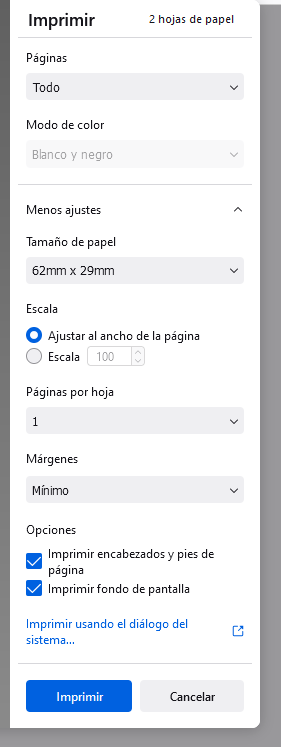 Imprimir
2 hojas de papel
Páginas
Todo
Modo de color
Blanco y negro
Menos ajustes
Tamaño de papel
62mm x 29mm
Escala
Ajustar al ancho de la página
Escala 100
Páginas por hoja
1
Márgenes
Mínimo
Opciones
Imprimir encabezados y pies de
página
Imprimir fondo de pantalla
Imprimir usando el diálogo del
sistema...
Imprimir
Cancelar